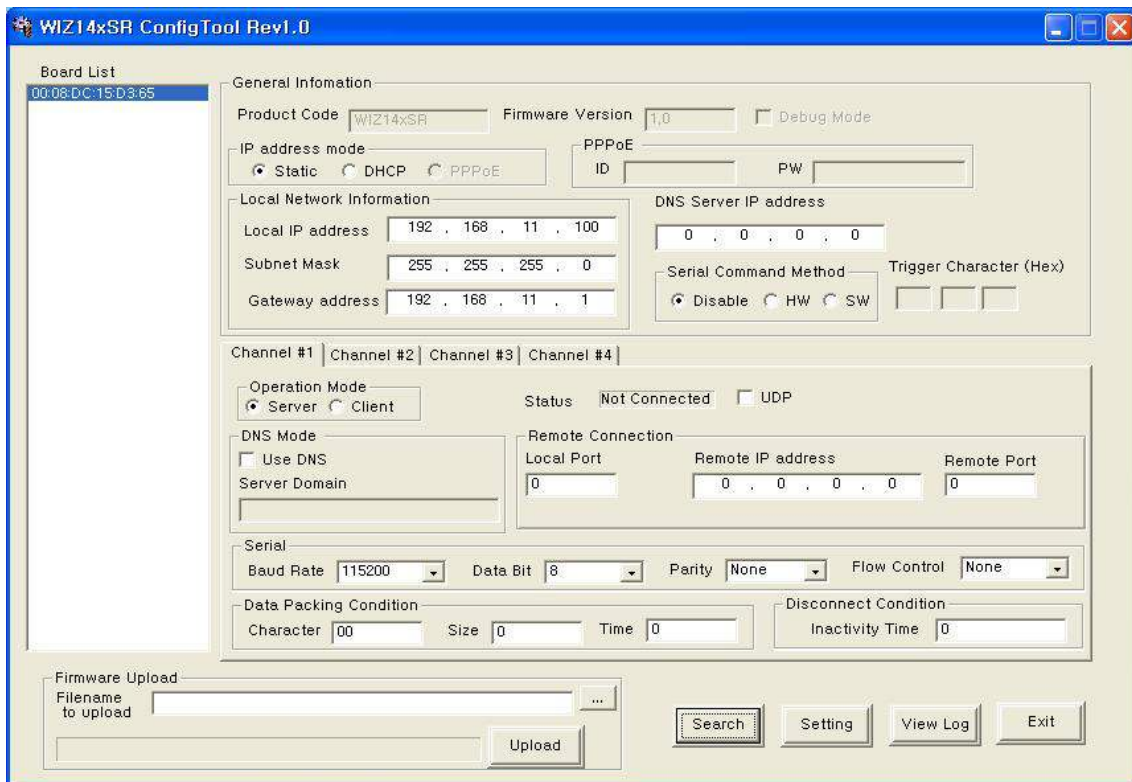 WIZ14xSR ConfigTool Rev1.0
Board List
00:08:DC:15:D3:65
General Infomation
Product Code WIZ14xSR Firmware Version 1,0 Debug Mode
IP address mode
Static DHCP PPPoE
PPPoE
ID PW
Local Network Information
Local IP address 192 . 168 . 11 . 100
Subnet Mask 255 . 255 . 255 . 0
Gateway address 192 . 168 . 11 . 1
DNS Server IP address
0 . 0 . 0 . 0
Serial Command Method
Disable HW SW
Trigger Character (Hex)
Channel #1 Channel #2 Channel #3 Channel #4
Operation Mode
Server Client
Status Not Connected UDP
DNS Mode
Use DNS
Server Domain
Remote Connection
Local Port Remote IP address Remote Port
0 0 . 0 . 0 . 0 0
Serial
Baud Rate 115200 Data Bit 8 Parity None Flow Control None
Data Packing Condition
Character 00 Size 0 Time 0
Disconnect Condition
Inactivity Time 0
Firmware Upload
Filename
to upload ...
Upload
Search Setting View Log Exit